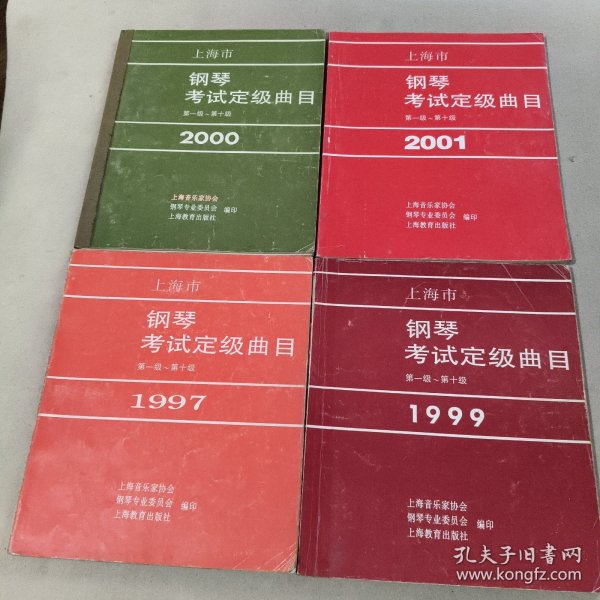 上海市
钢琴
考试定级曲目
第一级~第十级
2000
上海音乐家协会
钢琴专业委员会 编印
上海教育出版社
上海市
钢琴
考试定级曲目
第一级~第十级
2001
上海音乐家协会
钢琴专业委员会 编印
上海教育出版社
上海市
钢琴
考试定级曲目
第一级~第十级
1997
上海音乐家协会
钢琴专业委员会 编印
上海教育出版社
上海市
钢琴
考试定级曲目
第一级~第十级
1999
上海音乐家协会
钢琴专业委员会 编印
上海教育出版社
孔夫子旧书网
www.kongfz.com